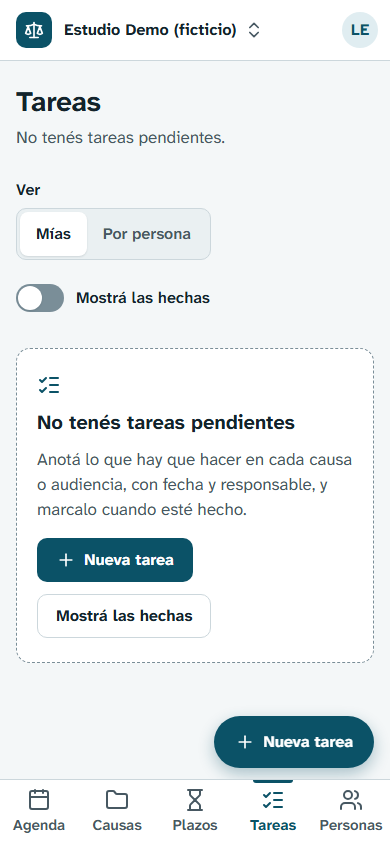 Estudio Demo (ficticio)
LE
Tareas
No tenés tareas pendientes.
Ver
Mías
Por persona
Mostrá las hechas
No tenés tareas pendientes
Anotá lo que hay que hacer en cada causa
o audiencia, con fecha y responsable, y
marcalo cuando esté hecho.
Nueva tarea
Mostrá las hechas
Nueva tarea
Agenda
Causas
Plazos
Tareas
Personas